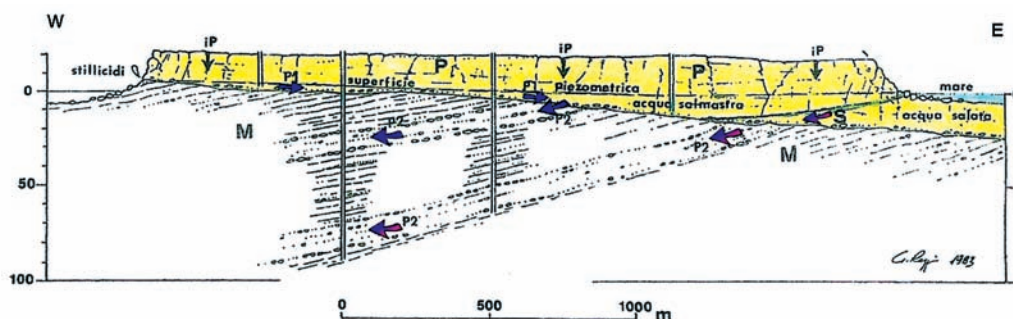 W
E
iP
iP
iP
stillicidi
P1
P
P
P
superficie
piezometrica
P1
acqua salmastra
mare
0
M
P2
P2
S
acqua salata
P2
M
50
P2
100
0
500
1000 m
1983